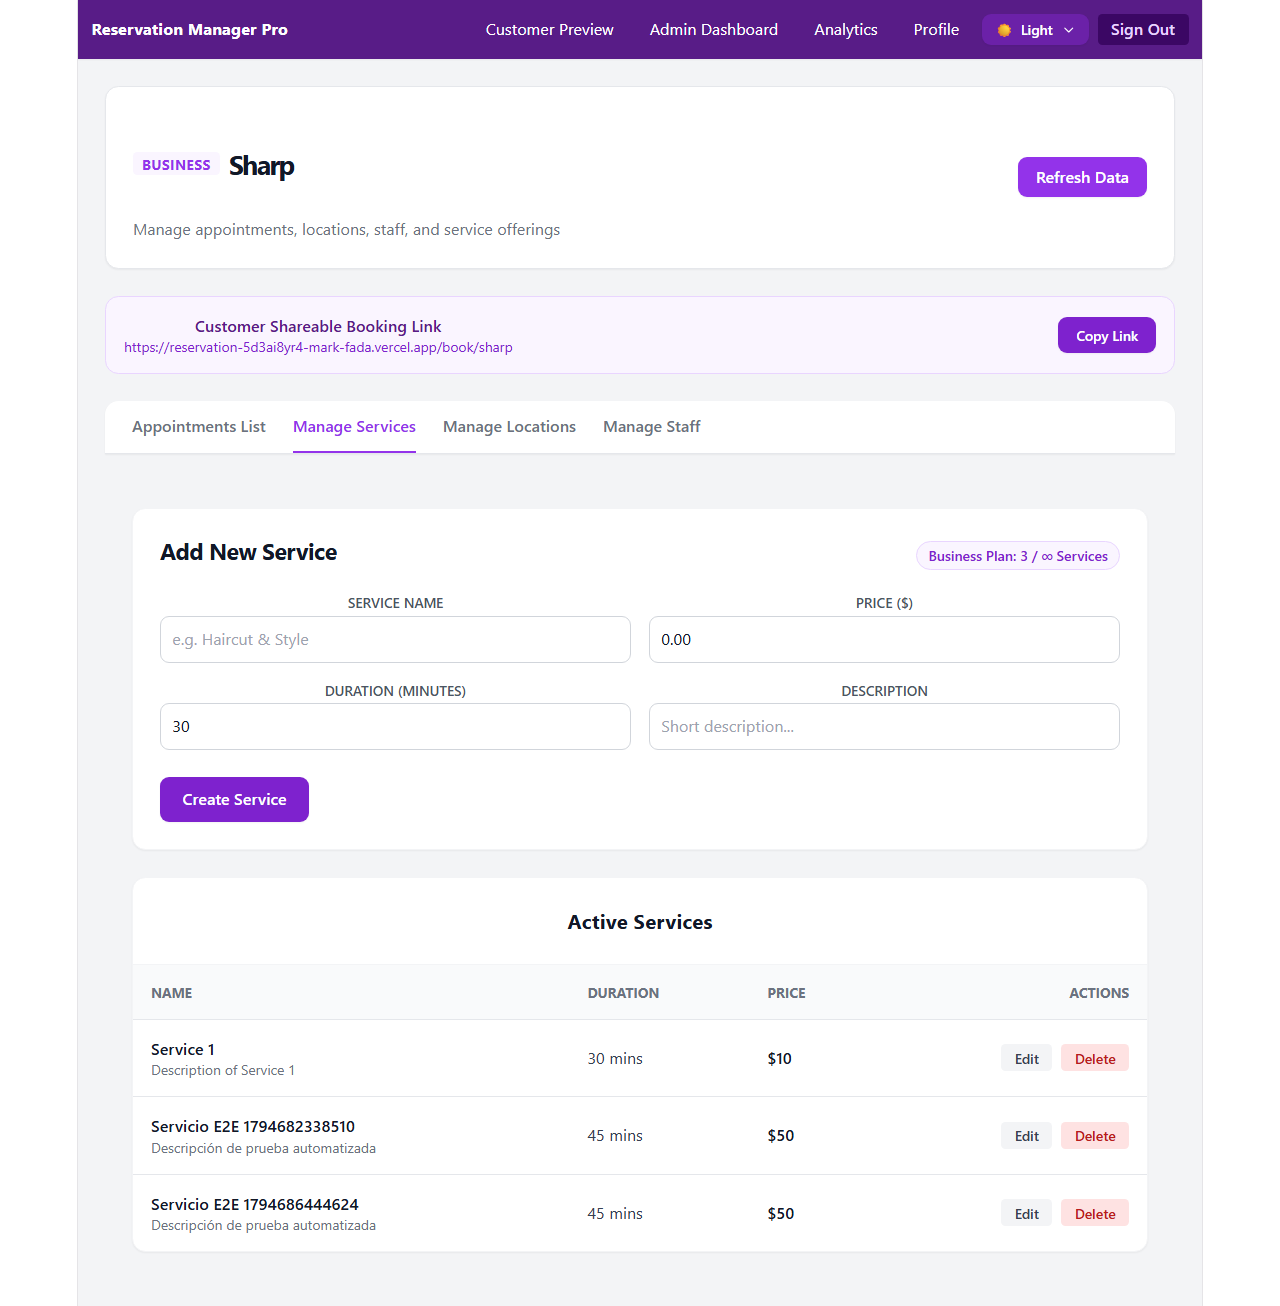 Reservation Manager Pro
Customer Preview
Admin Dashboard
Analytics
Profile
Light
Sign Out
BUSINESS
Sharp
Refresh Data
Manage appointments, locations, staff, and service offerings
Customer Shareable Booking Link
https://reservation-5d3ai8yr4-mark-fada.vercel.app/book/sharp
Copy Link
Appointments List
Manage Services
Manage Locations
Manage Staff
Add New Service
Business Plan: 3 / ∞ Services
SERVICE NAME
PRICE ($)
e.g. Haircut & Style
0.00
DURATION (MINUTES)
DESCRIPTION
30
Short description...
Create Service
Active Services
NAME DURATION PRICE ACTIONS
Service 1
Description of Service 1
30 mins
$10
Edit
Delete
Servicio E2E 1794682338510
Descripción de prueba automatizada
45 mins
$50
Edit
Delete
Servicio E2E 1794686444624
Descripción de prueba automatizada
45 mins
$50
Edit
Delete